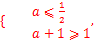 { a ⩽ 1/2
a + 1 ⩾ 1 ,